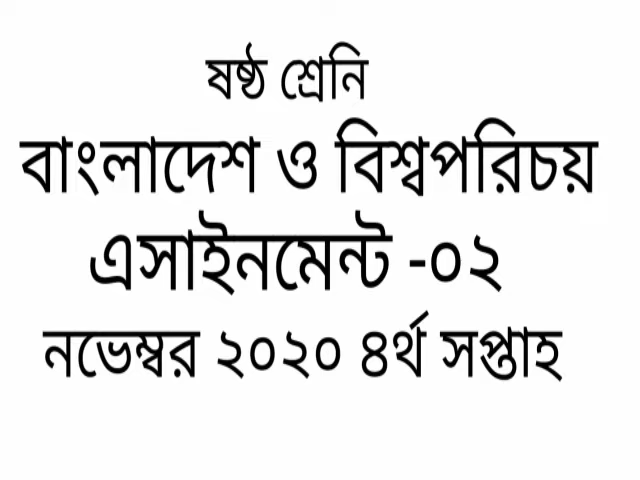 ষষ্ঠ শ্রেনি
বাংলাদেশ ও বিশ্বপরিচয়
এসাইনমেন্ট -০২
নভেম্বর ২০২০ ৪র্থ সপ্তাহ